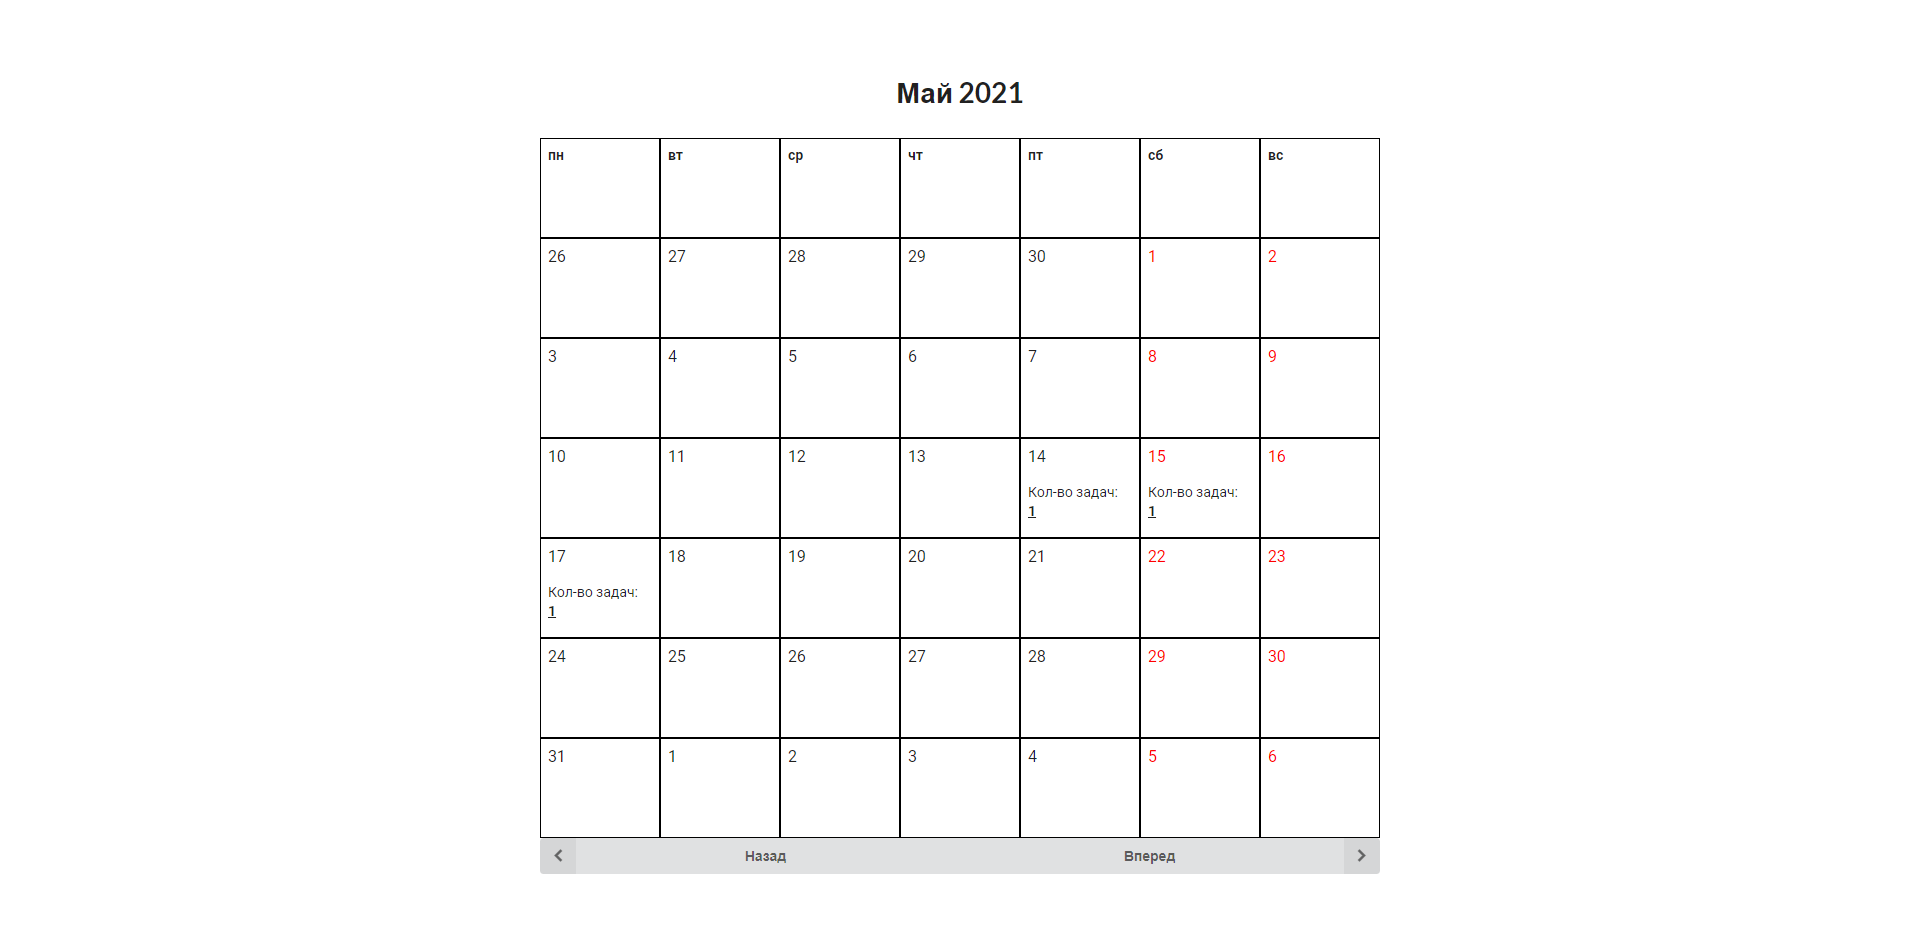 Май 2021
пн вт ср чт пт сб вс
26 27 28 29 30 1 2
3 4 5 6 7 8 9
10 11 12 13 14 15 16
Кол-во задач: Кол-во задач:
1 1
17 18 19 20 21 22 23
Кол-во задач:
1
24 25 26 27 28 29 30
31 1 2 3 4 5 6
Назад Вперед